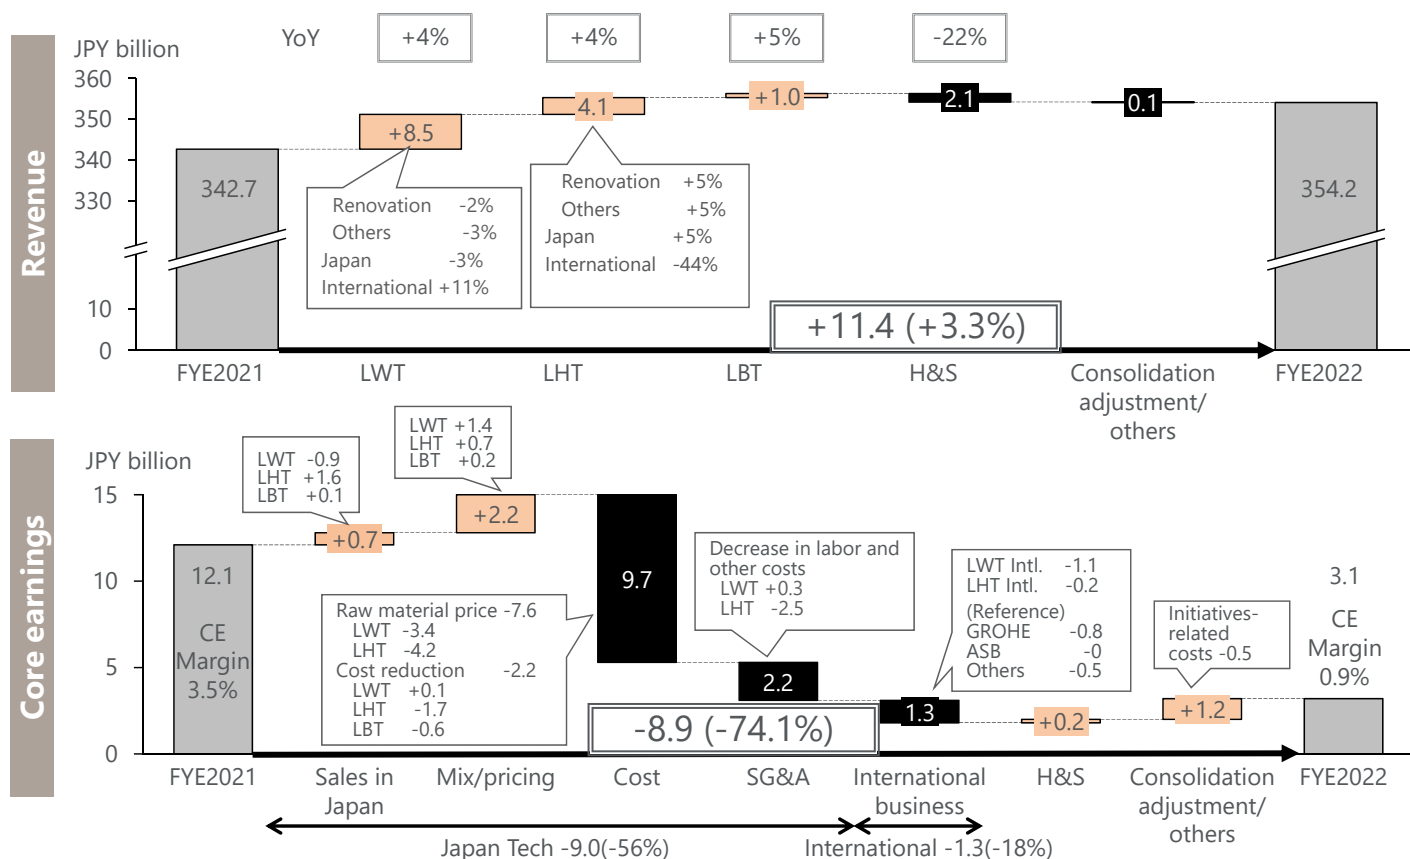 Revenue
JPY billion
YoY
+4%
+4%
+5%
-22%
360
350
340
330
10
0
342.7
+8.5
4.1
+1.0
2.1
0.1
354.2
Renovation -2%
Others -3%
Japan -3%
International +11%
Renovation +5%
Others +5%
Japan +5%
International -44%
+11.4 (+3.3%)
FYE2021
LWT
LHT
LBT
H&S
Consolidation
adjustment/
others
FYE2022
Core earnings
JPY billion
15
10
5
0
12.1
CE
Margin
3.5%
LWT -0.9
LHT +1.6
LBT +0.1
+0.7
LWT +1.4
LHT +0.7
LBT +0.2
+2.2
Raw material price -7.6
LWT -3.4
LHT -4.2
Cost reduction -2.2
LWT +0.1
LHT -1.7
LBT -0.6
9.7
Decrease in labor and
other costs
LWT +0.3
LHT -2.5
2.2
LWT Intl. -1.1
LHT Intl. -0.2
(Reference)
GROHE -0.8
ASB -0
Others -0.5
1.3
+0.2
Initiatives-
related
costs -0.5
+1.2
3.1
CE
Margin
0.9%
-8.9 (-74.1%)
FYE2021
Sales in
Japan
Mix/pricing
Cost
SG&A
International
business
H&S
Consolidation
adjustment/
others
FYE2022
Japan Tech -9.0(-56%)
International -1.3(-18%)